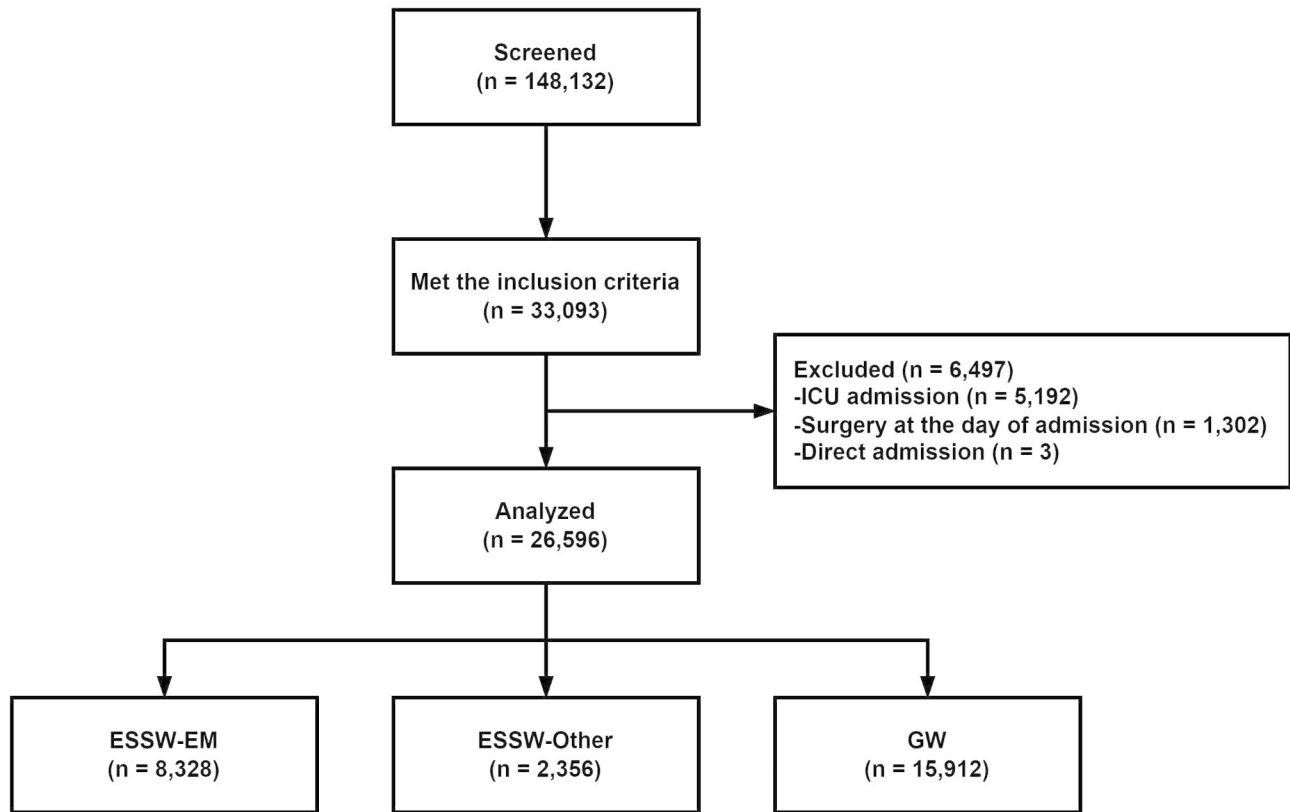 Screened
(n = 148,132)
Met the inclusion criteria
(n = 33,093)
Excluded (n = 6,497)
-ICU admission (n = 5,192)
-Surgery at the day of admission (n = 1,302)
-Direct admission (n = 3)
Analyzed
(n = 26,596)
ESSW-EM
(n = 8,328)
ESSW-Other
(n = 2,356)
GW
(n = 15,912)